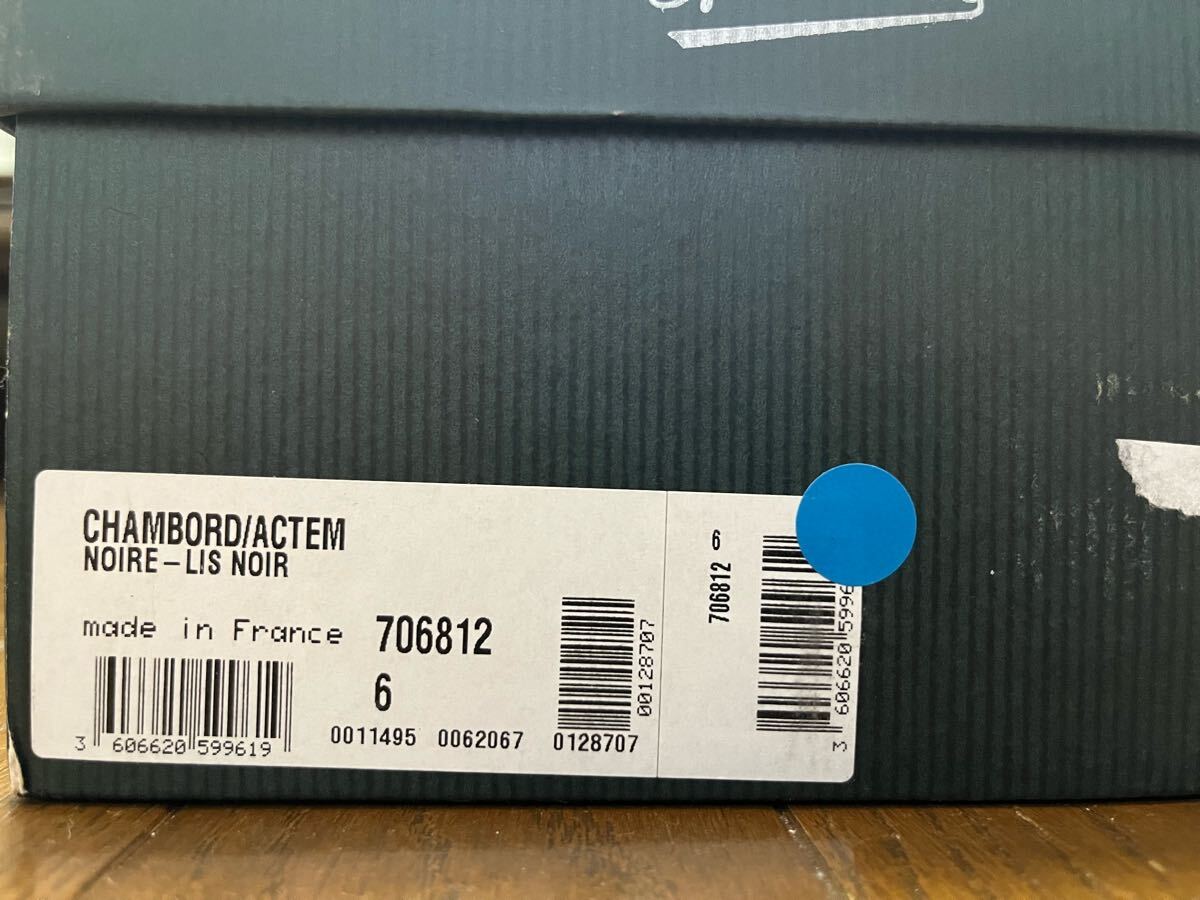 CHAMBORD/ACTEM
NOIRE–LIS NOIR
made in France 706812
6
3 606620 599619
0011495 0062067 0128707
00128707
706812 6
3 606620 5996